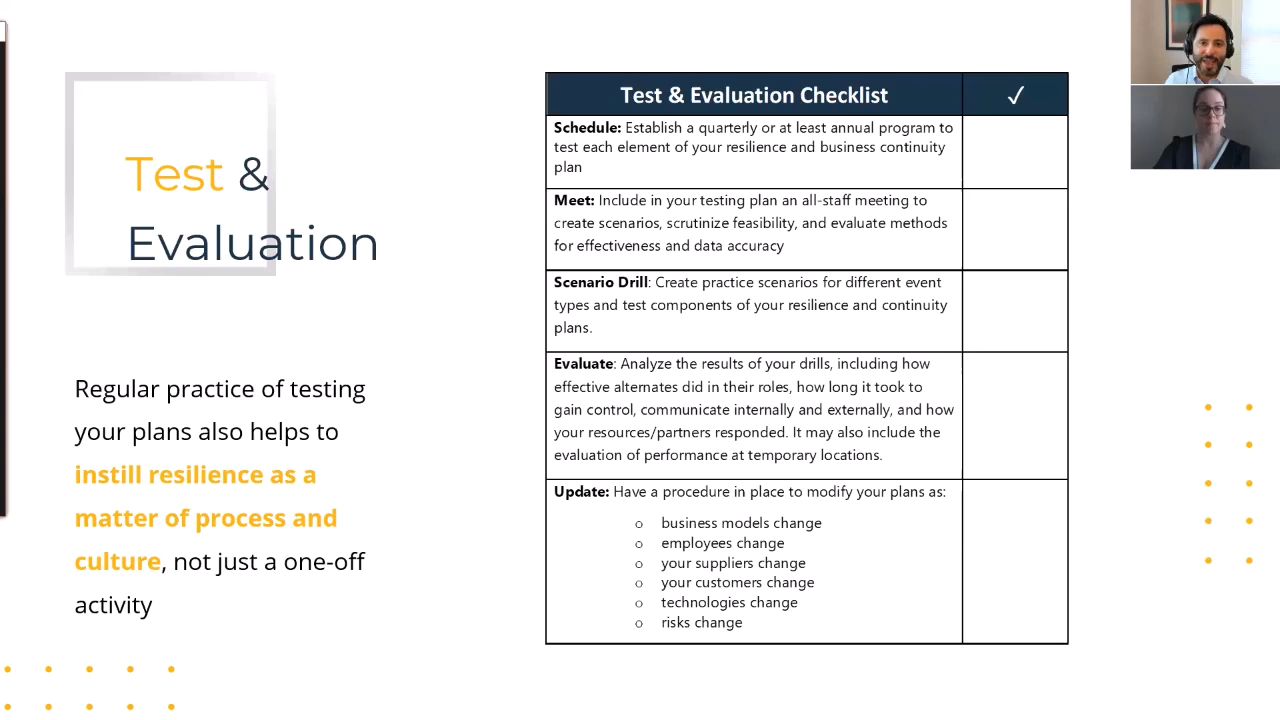 Test &
Evaluation
Regular practice of testing
your plans also helps to
instill resilience as a
matter of process and
culture, not just a one-off
activity
Test & Evaluation Checklist ✓
Schedule: Establish a quarterly or at least annual program to
test each element of your resilience and business continuity
plan
Meet: Include in your testing plan an all-staff meeting to
create scenarios, scrutinize feasibility, and evaluate methods
for effectiveness and data accuracy
Scenario Drill: Create practice scenarios for different event
types and test components of your resilience and continuity
plans.
Evaluate: Analyze the results of your drills, including how
effective alternates did in their roles, how long it took to
gain control, communicate internally and externally, and how
your resources/partners responded. It may also include the
evaluation of performance at temporary locations.
Update: Have a procedure in place to modify your plans as:
o business models change
o employees change
o your suppliers change
o your customers change
o technologies change
o risks change